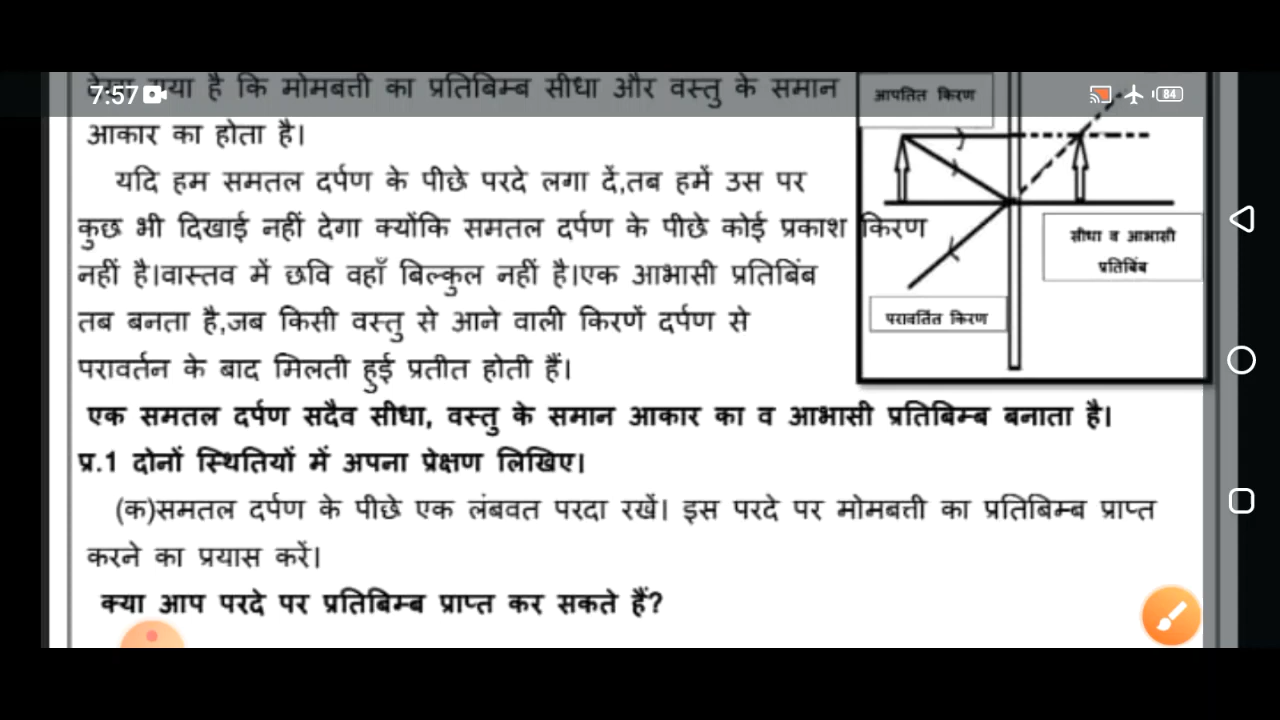 7:57
84
देखा गया है कि मोमबत्ती का प्रतिबिम्ब सीधा और वस्तु के समान
आकार का होता है।
यदि हम समतल दर्पण के पीछे परदे लगा दें,तब हमें उस पर
कुछ भी दिखाई नहीं देगा क्योंकि समतल दर्पण के पीछे कोई प्रकाश किरण
नहीं है।वास्तव में छवि वहाँ बिल्कुल नहीं है।एक आभासी प्रतिबिंब
तब बनता है,जब किसी वस्तु से आने वाली किरणें दर्पण से
परावर्तन के बाद मिलती हुई प्रतीत होती हैं।
आपतित किरण
सीधा व आभासी
प्रतिबिंब
परावर्तित किरण
एक समतल दर्पण सदैव सीधा, वस्तु के समान आकार का व आभासी प्रतिबिम्ब बनाता है।
प्र.1 दोनों स्थितियों में अपना प्रेक्षण लिखिए।
(क)समतल दर्पण के पीछे एक लंबवत परदा रखें। इस परदे पर मोमबत्ती का प्रतिबिम्ब प्राप्त
करने का प्रयास करें।
क्या आप परदे पर प्रतिबिम्ब प्राप्त कर सकते हैं?